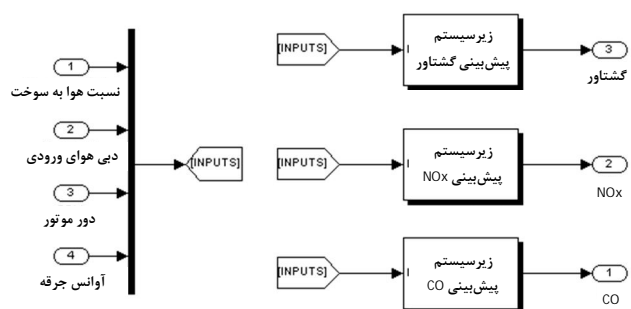 1
نسبت هوا به سوخت
2
دبی هوای ورودی
3
دور موتور
4
آوانس جرقه
[INPUTS]
[INPUTS]
I
زیرسیستم
پیش‌بینی گشتاور
3
گشتاور
[INPUTS]
I
زیرسیستم
پیش‌بینی NOx
2
NOx
[INPUTS]
I
زیرسیستم
پیش‌بینی CO
1
CO